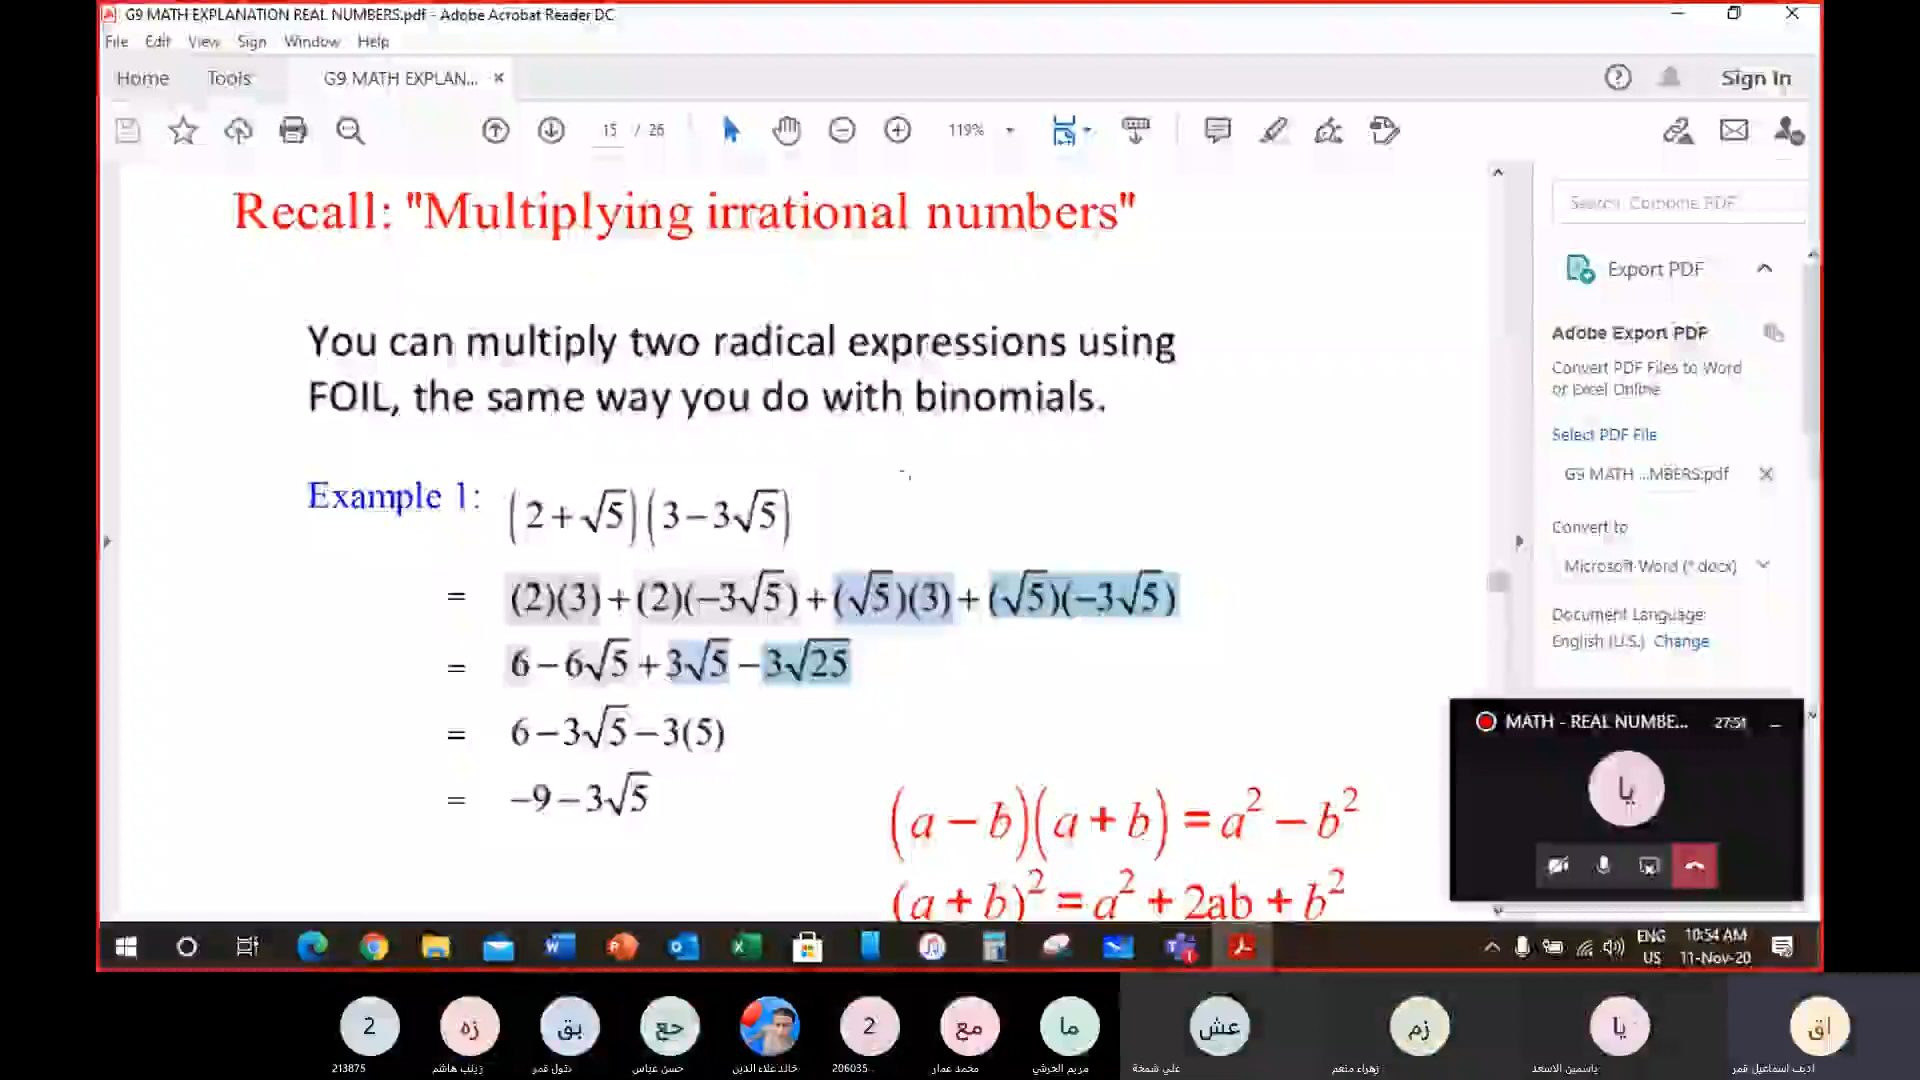 G9 MATH EXPLANATION REAL NUMBERS.pdf - Adobe Acrobat Reader DC
File Edit View Sign Window Help
Home Tools G9 MATH EXPLAN... × Sign In
15 / 26 119%
Recall: "Multiplying irrational numbers"
You can multiply two radical expressions using
FOIL, the same way you do with binomials.
Example 1: (2+√5)(3−3√5)
= (2)(3)+(2)(−3√5)+(√5)(3)+(√5)(−3√5)
= 6−6√5+3√5−3√25
= 6−3√5−3(5)
= −9−3√5
(a − b)(a + b) = a² − b²
(a + b)² = a² + 2ab + b²
Export PDF
Adobe Export PDF
Convert PDF Files to Word
or Excel Online
Select PDF File
G9 MATH ...MBERS.pdf ×
Convert to
Microsoft Word (*.docx)
Document Language:
English (U.S.) Change
MATH - REAL NUMBE... 27:51
يا
ENG
US
10:54 AM
11-Nov-20
2 زه بق حع 2 مع ما عش زم يا اق
213875 زينب هاشم بتول قمر حسن عباس خالد علاء الدين 206035 محمد عمار مريم الحرشي علي شمخة زهراء منعم ياسمين الاسعد اديب اسماعيل قمر